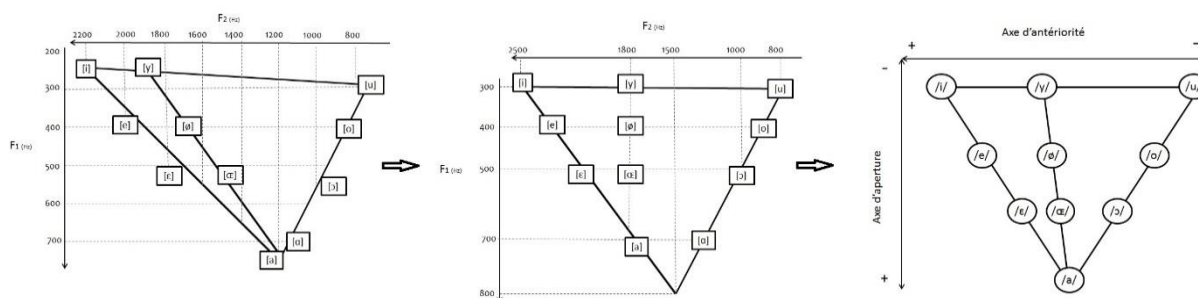 F₂ (Hz)
2200 2000 1800 1600 1400 1200 1000 800
200
[i] [y]
[u]
300
[e] [ø] [o]
400
F₁ (Hz)
500
[ɛ] [œ]
[ɔ]
600
700
[a] [ɑ]
F₂ (Hz)
2500 1800 1500 1000 800
300
[i] [y] [u]
400
[e] [ø] [o]
F₁ (Hz)
500
[ɛ] [œ] [ɔ]
700
[a] [ɑ]
800
Axe d'antériorité
+ -
-
Axe d'aperture
+
/i/ /y/ /u/
/e/ /ø/ /o/
/ɛ/ /œ/ /ɔ/
/a/